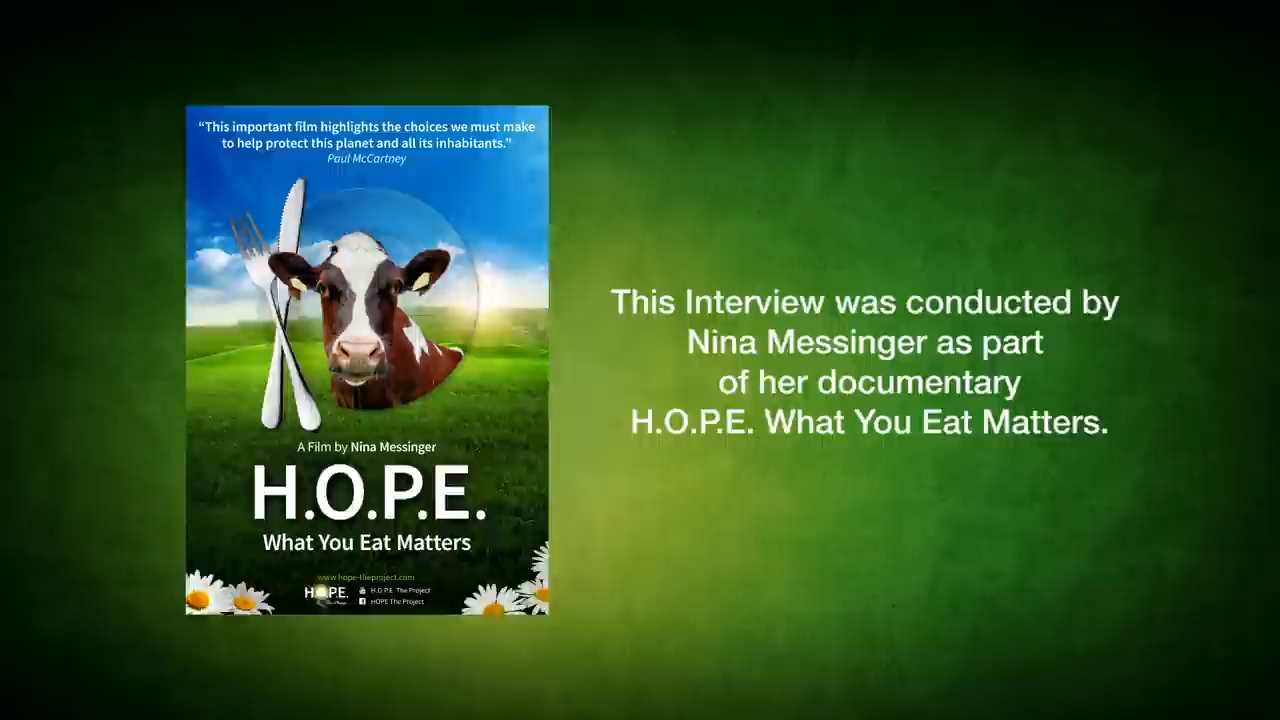 “This important film highlights the choices we must make
to help protect this planet and all its inhabitants.”
Paul McCartney
A Film by Nina Messinger
H.O.P.E.
What You Eat Matters
www.hope-theproject.com
H.O.P.E.
H.O.P.E. The Project
HOPE The Project
This Interview was conducted by
Nina Messinger as part
of her documentary
H.O.P.E. What You Eat Matters.